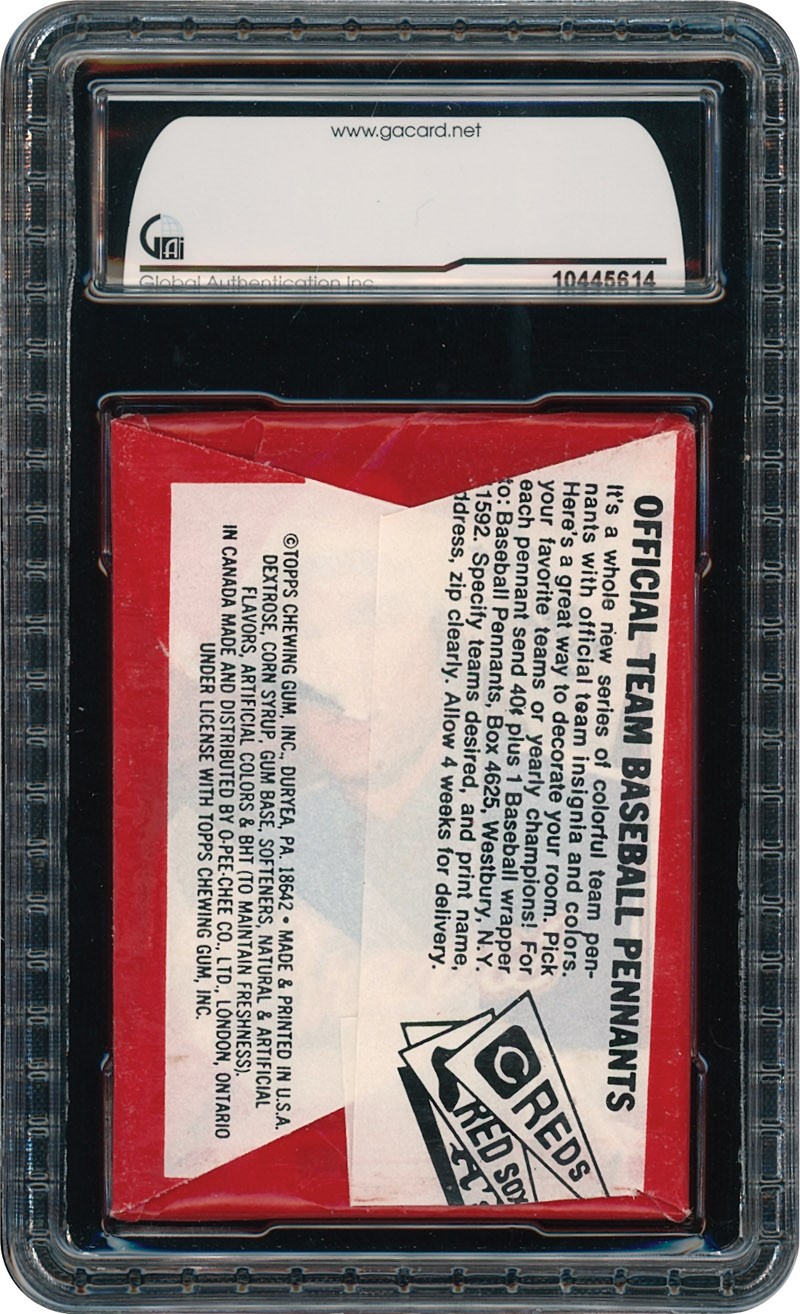 www.gacard.net
GAi
Global Authentication Inc.
10445614
OFFICIAL TEAM BASEBALL PENNANTS
It's a whole new series of colorful team pen-
nants with official team insignia and colors.
Here's a great way to decorate your room. Pick
your favorite teams or yearly champions! For
each pennant send 40¢ plus 1 Baseball wrapper
to: Baseball Pennants, Box 4625, Westbury, N.Y.
1592. Specify teams desired, and print name,
ddress, zip clearly. Allow 4 weeks for delivery.
C REDS
RED SOX
A's
©TOPPS CHEWING GUM, INC., DURYEA, PA. 18642 • MADE & PRINTED IN U.S.A.
DEXTROSE, CORN SYRUP, GUM BASE, SOFTENERS, NATURAL & ARTIFICIAL
FLAVORS, ARTIFICIAL COLORS & BHT (TO MAINTAIN FRESHNESS).
IN CANADA MADE AND DISTRIBUTED BY O-PEE-CHEE CO., LTD., LONDON, ONTARIO
UNDER LICENSE WITH TOPPS CHEWING GUM, INC.